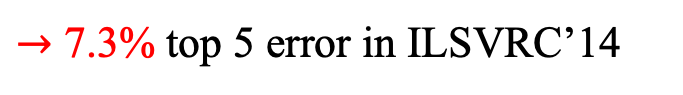 → 7.3% top 5 error in ILSVRC’14